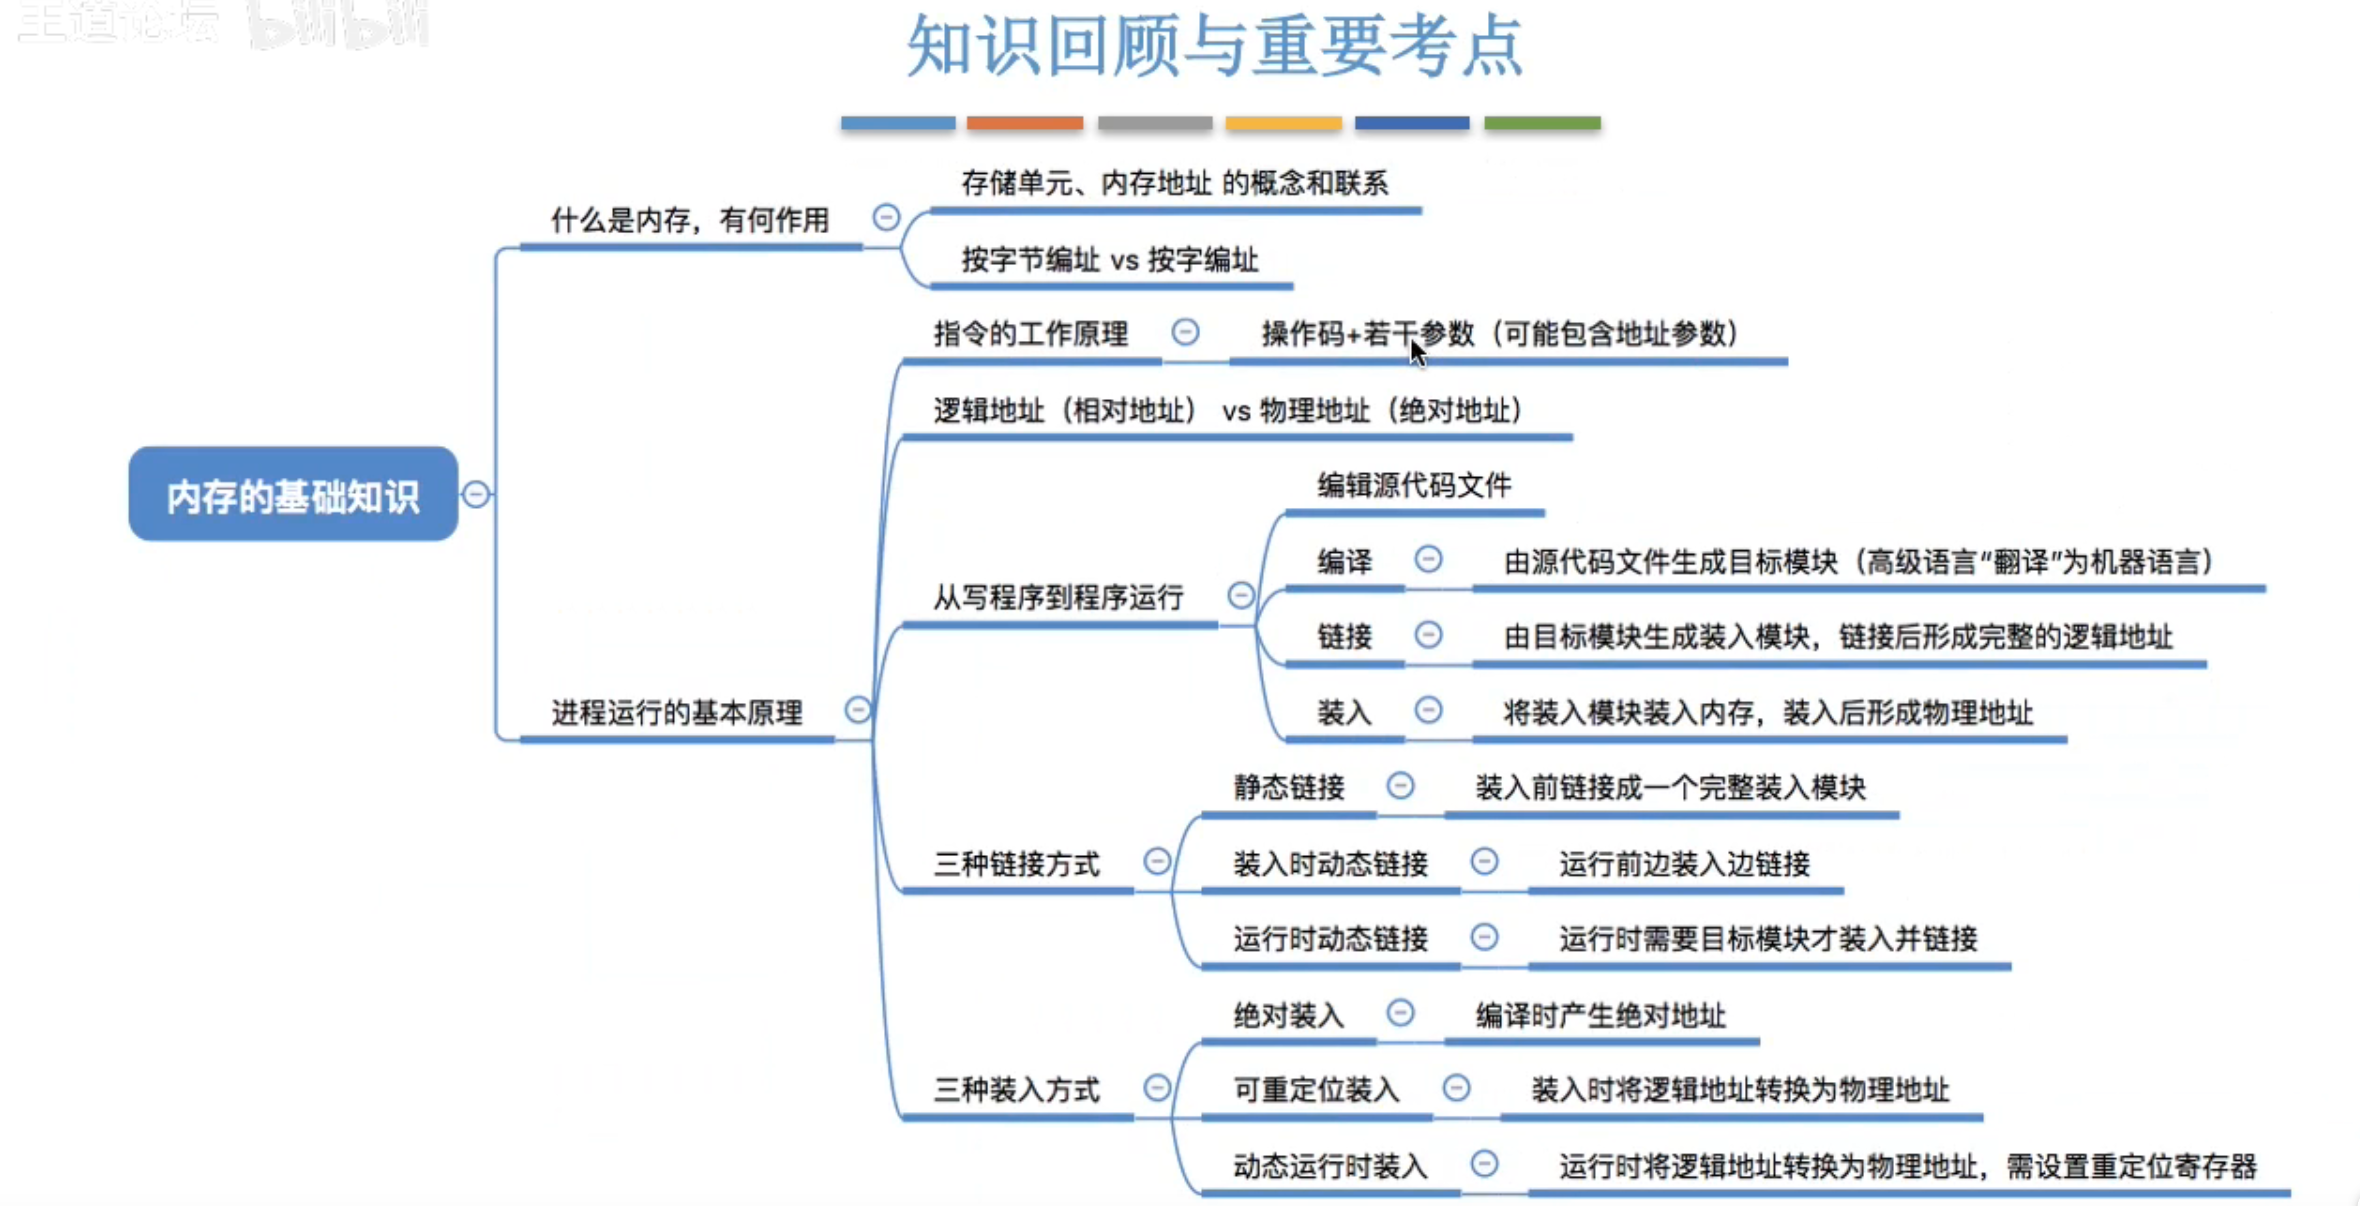 王道论坛 bilibili
知识回顾与重要考点
内存的基础知识
什么是内存，有何作用
存储单元、内存地址 的概念和联系
按字节编址 vs 按字编址
进程运行的基本原理
指令的工作原理
操作码+若干参数（可能包含地址参数）
逻辑地址（相对地址） vs 物理地址（绝对地址）
从写程序到程序运行
编辑源代码文件
编译
由源代码文件生成目标模块（高级语言“翻译”为机器语言）
链接
由目标模块生成装入模块，链接后形成完整的逻辑地址
装入
将装入模块装入内存，装入后形成物理地址
三种链接方式
静态链接
装入前链接成一个完整装入模块
装入时动态链接
运行前边装入边链接
运行时动态链接
运行时需要目标模块才装入并链接
三种装入方式
绝对装入
编译时产生绝对地址
可重定位装入
装入时将逻辑地址转换为物理地址
动态运行时装入
运行时将逻辑地址转换为物理地址，需设置重定位寄存器